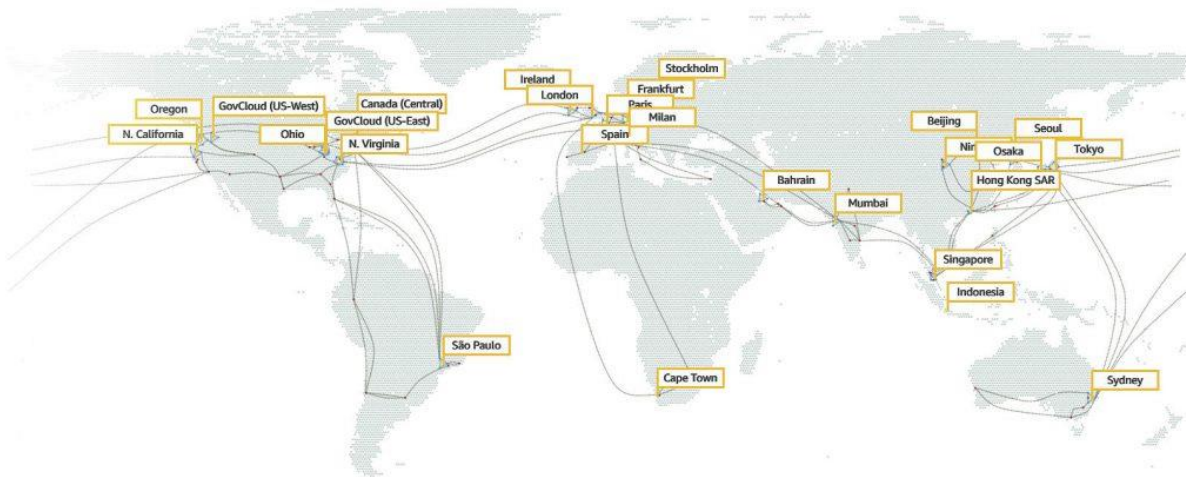 Stockholm
Ireland
Frankfurt
London
Paris
Milan
Spain
GovCloud (US-West)
Canada (Central)
Oregon
GovCloud (US-East)
N. California
Ohio
N. Virginia
Beijing
Seoul
Osaka
Tokyo
Hong Kong SAR
Bahrain
Mumbai
Singapore
Indonesia
São Paulo
Cape Town
Sydney